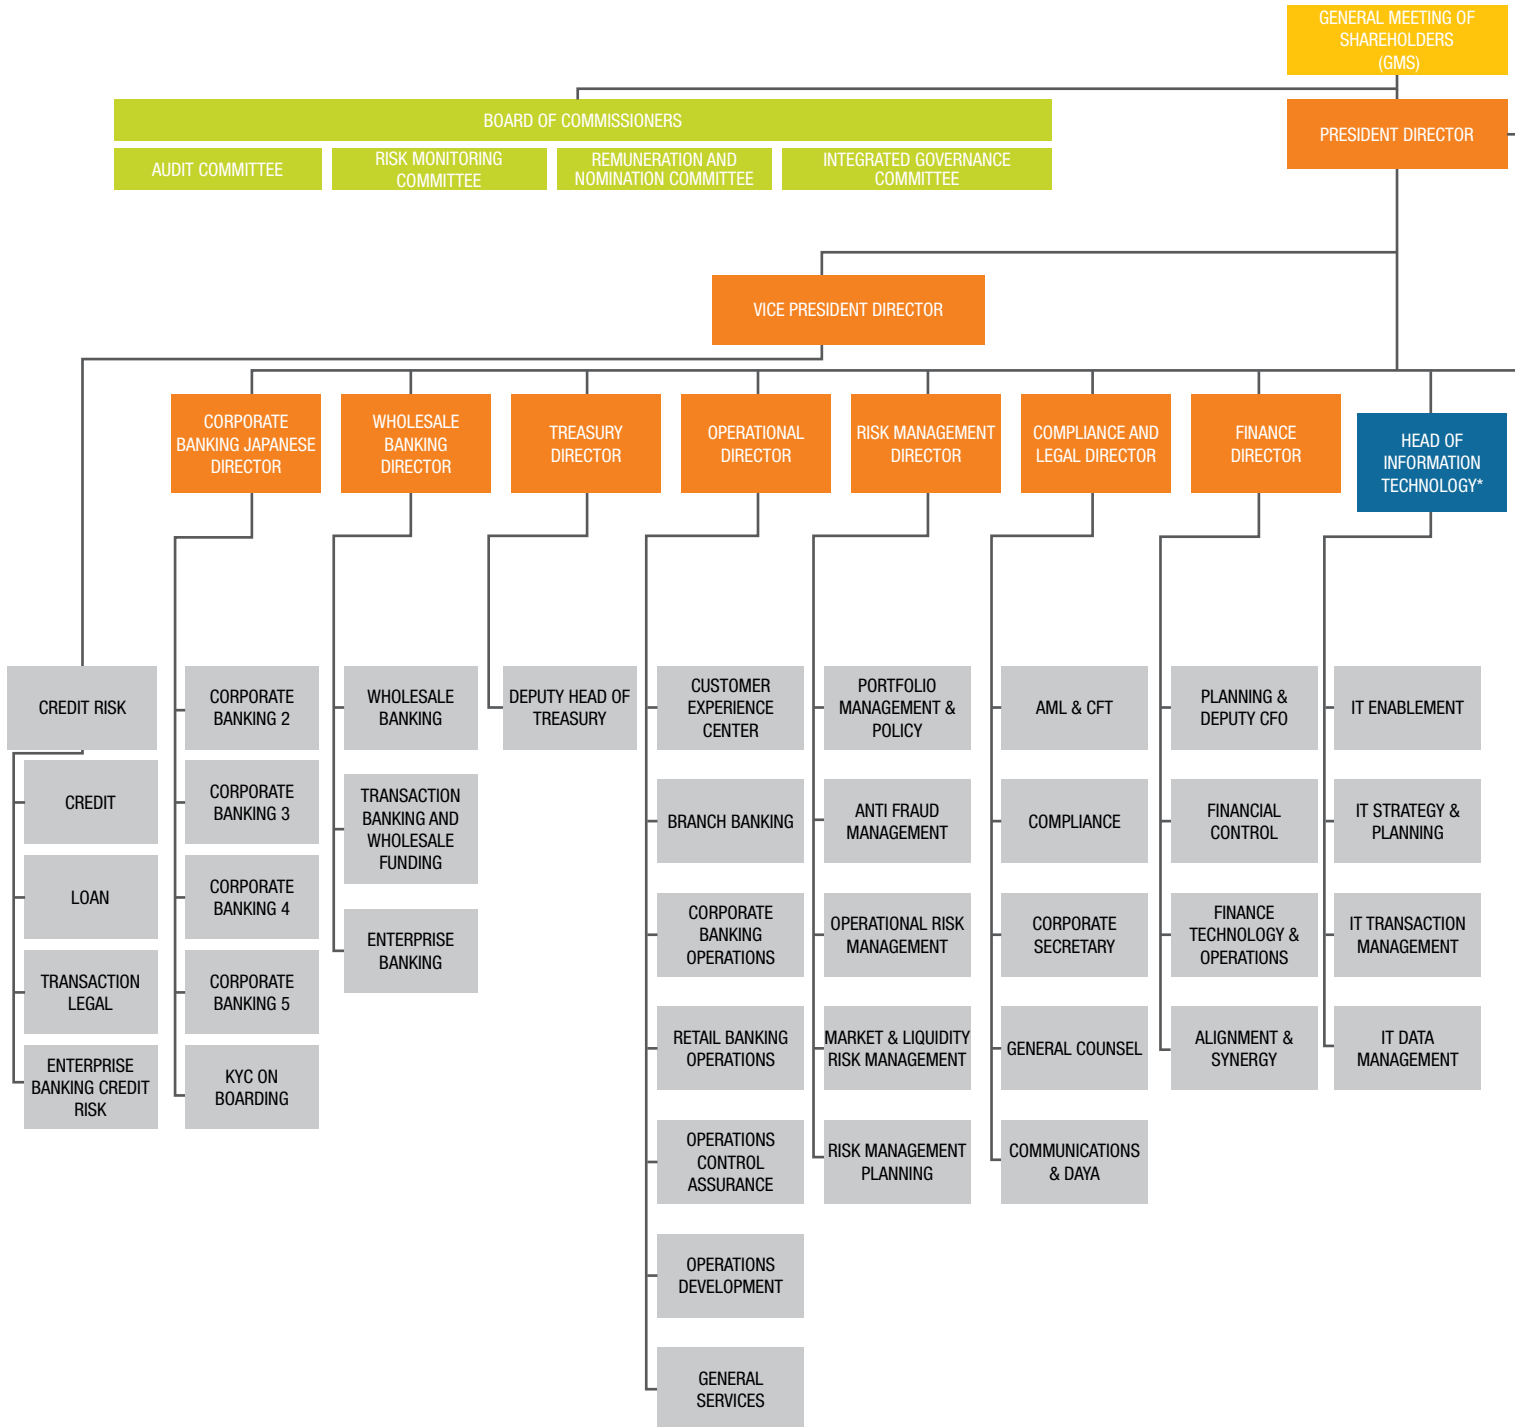 GENERAL MEETING OF
SHAREHOLDERS
(GMS)
BOARD OF COMMISSIONERS
PRESIDENT DIRECTOR
AUDIT COMMITTEE
RISK MONITORING
COMMITTEE
REMUNERATION AND
NOMINATION COMMITTEE
INTEGRATED GOVERNANCE
COMMITTEE
VICE PRESIDENT DIRECTOR
CORPORATE
BANKING JAPANESE
DIRECTOR
WHOLESALE
BANKING
DIRECTOR
TREASURY
DIRECTOR
OPERATIONAL
DIRECTOR
RISK MANAGEMENT
DIRECTOR
COMPLIANCE AND
LEGAL DIRECTOR
FINANCE
DIRECTOR
HEAD OF
INFORMATION
TECHNOLOGY*
CREDIT RISK
CREDIT
LOAN
TRANSACTION
LEGAL
ENTERPRISE
BANKING CREDIT
RISK
CORPORATE
BANKING 2
CORPORATE
BANKING 3
CORPORATE
BANKING 4
CORPORATE
BANKING 5
KYC ON
BOARDING
WHOLESALE
BANKING
TRANSACTION
BANKING AND
WHOLESALE
FUNDING
ENTERPRISE
BANKING
DEPUTY HEAD OF
TREASURY
CUSTOMER
EXPERIENCE
CENTER
BRANCH BANKING
CORPORATE
BANKING
OPERATIONS
RETAIL BANKING
OPERATIONS
OPERATIONS
CONTROL
ASSURANCE
OPERATIONS
DEVELOPMENT
GENERAL
SERVICES
PORTFOLIO
MANAGEMENT &
POLICY
ANTI FRAUD
MANAGEMENT
OPERATIONAL RISK
MANAGEMENT
MARKET & LIQUIDITY
RISK MANAGEMENT
RISK MANAGEMENT
PLANNING
AML & CFT
COMPLIANCE
CORPORATE
SECRETARY
GENERAL COUNSEL
COMMUNICATIONS
& DAYA
PLANNING &
DEPUTY CFO
FINANCIAL
CONTROL
FINANCE
TECHNOLOGY &
OPERATIONS
ALIGNMENT &
SYNERGY
IT ENABLEMENT
IT STRATEGY &
PLANNING
IT TRANSACTION
MANAGEMENT
IT DATA
MANAGEMENT